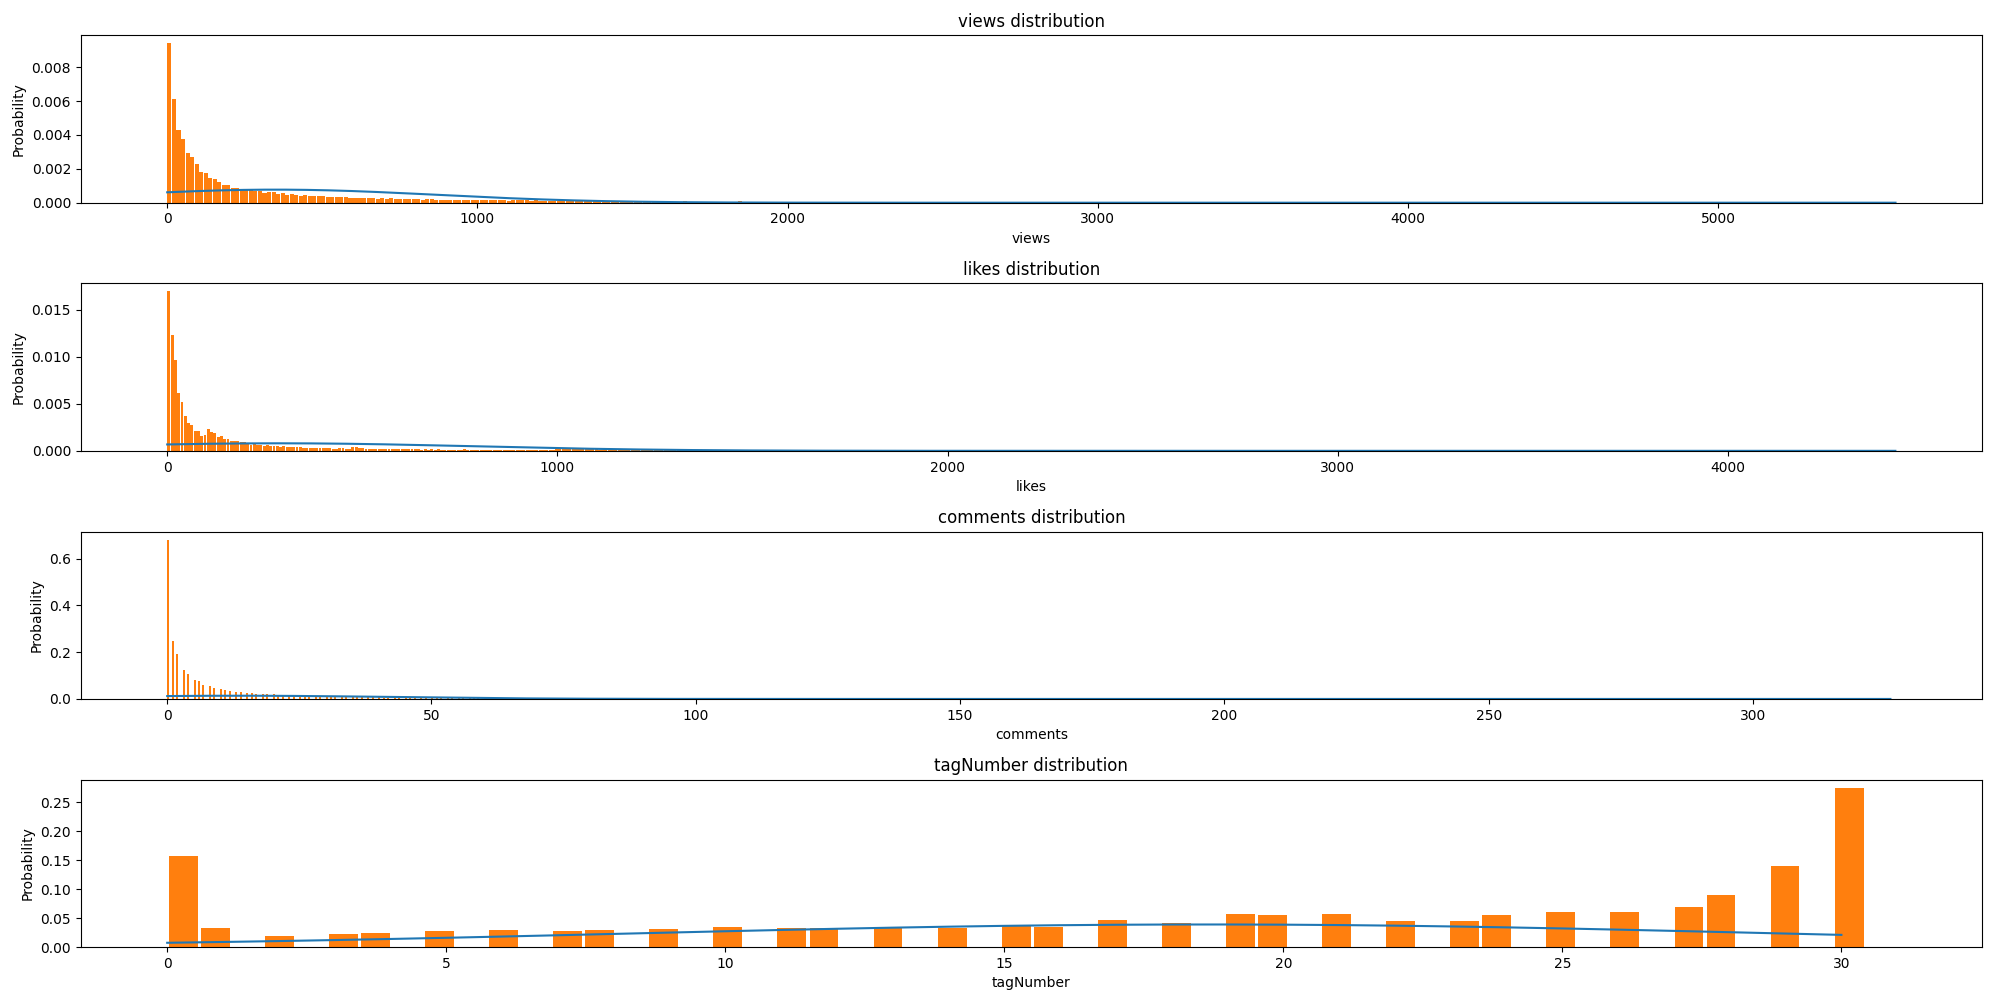 views distribution
0.008
0.006
0.004
0.002
0.000
Probability
0 1000 2000 3000 4000 5000
views
likes distribution
0.015
0.010
0.005
0.000
Probability
0 1000 2000 3000 4000
likes
comments distribution
0.6
0.4
0.2
0.0
Probability
0 50 100 150 200 250 300
comments
tagNumber distribution
0.25
0.20
0.15
0.10
0.05
0.00
Probability
0 5 10 15 20 25 30
tagNumber